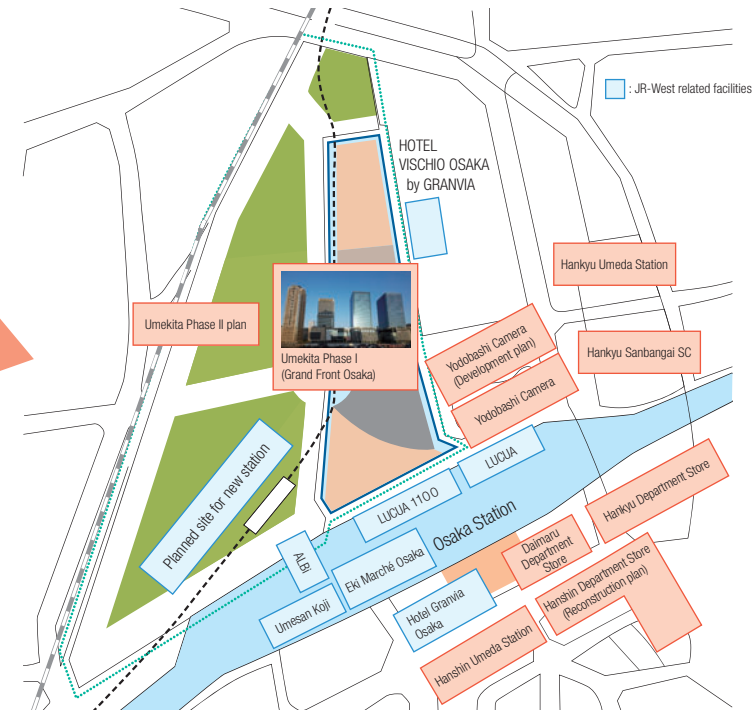 : JR-West related facilities
HOTEL
VISCHIO OSAKA
by GRANVIA
Hankyu Umeda Station
Umekita Phase II plan
Umekita Phase I
(Grand Front Osaka)
Hankyu Sanbangai SC
Yodobashi Camera
(Development plan)
Yodobashi Camera
LUCUA
LUCUA 1100
Planned site for new station
Osaka Station
Hankyu Department Store
Daimaru
Department
Store
ALBi
Eki Marché Osaka
Umesan Koji
Hotel Granvia
Osaka
Hanshin Department Store
(Reconstruction plan)
Hanshin Umeda Station